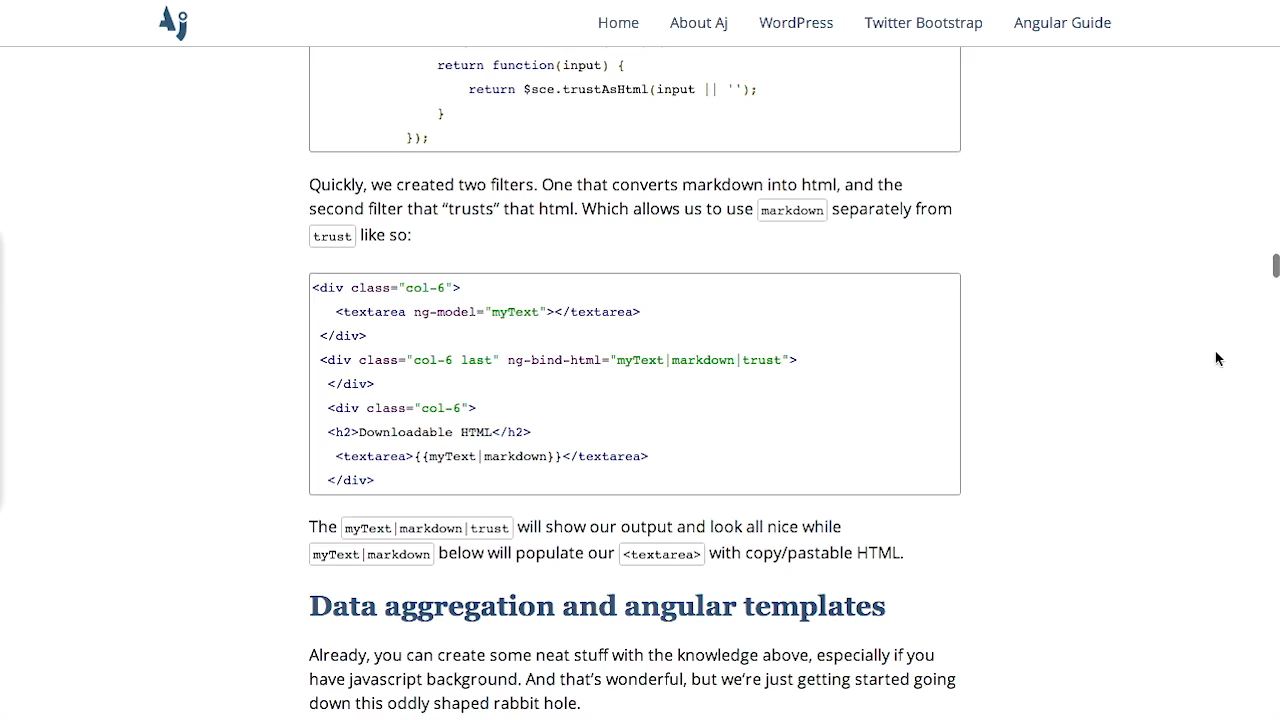 Aj
Home
About Aj
WordPress
Twitter Bootstrap
Angular Guide
return function(input) {
return $sce.trustAsHtml(input || '');
}
});
Quickly, we created two filters. One that converts markdown into html, and the
second filter that “trusts” that html. Which allows us to use markdown separately from
trust like so:
<div class="col-6">
<textarea ng-model="myText"></textarea>
</div>
<div class="col-6 last" ng-bind-html="myText|markdown|trust">
</div>
<div class="col-6">
<h2>Downloadable HTML</h2>
<textarea>{{myText|markdown}}</textarea>
</div>
The myText|markdown|trust will show our output and look all nice while
myText|markdown below will populate our <textarea> with copy/pastable HTML.
Data aggregation and angular templates
Already, you can create some neat stuff with the knowledge above, especially if you
have javascript background. And that’s wonderful, but we’re just getting started going
down this oddly shaped rabbit hole.